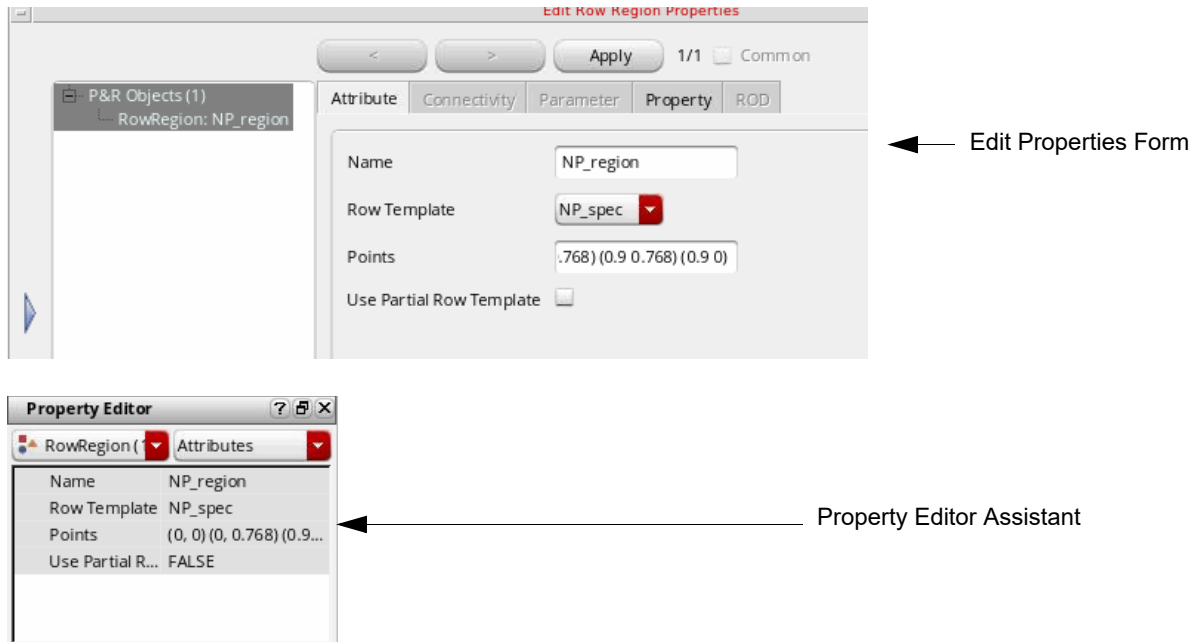 Edit Row Region Properties
< > Apply 1/1 Common
P&R Objects (1)
RowRegion: NP_region
Attribute Connectivity Parameter Property ROD
Name NP_region
Row Template NP_spec
Points .768) (0.9 0.768) (0.9 0)
Use Partial Row Template
Edit Properties Form
Property Editor ?
RowRegion ( Attributes
Name NP_region
Row Template NP_spec
Points (0, 0) (0, 0.768) (0.9...
Use Partial R... FALSE
Property Editor Assistant